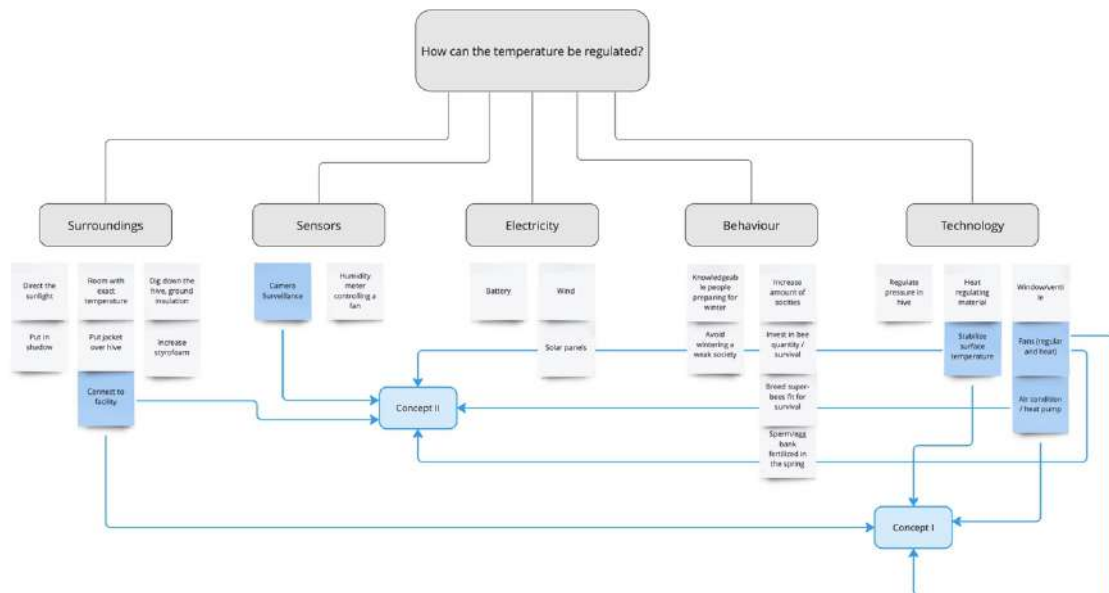 How can the temperature be regulated?
Surroundings
Sensors
Electricity
Behaviour
Technology
Direct the
sunlight
Room with
exact
temperature
Dig down the
hive, ground
insulation
Put in
shadow
Put jacket
over hive
Increase
styrofoam
Connect to
facility
Camera
Surveillance
Humidity
meter
controlling a
fan
Battery
Wind
Solar panels
Knowledgeab
le people
preparing for
winter
Increase
amount of
socities
Avoid
wintering a
weak society
Invest in bee
quantity /
survival
Breed super-
bees fit for
survival
Sperm/egg
bank
fertilized in
the spring
Regulate
pressure in
hive
Heat
regulating
material
Window/venti
le
Stabilize
surface
temperature
Fans (regular
and heat)
Air condition
/ heat pump
Concept II
Concept I